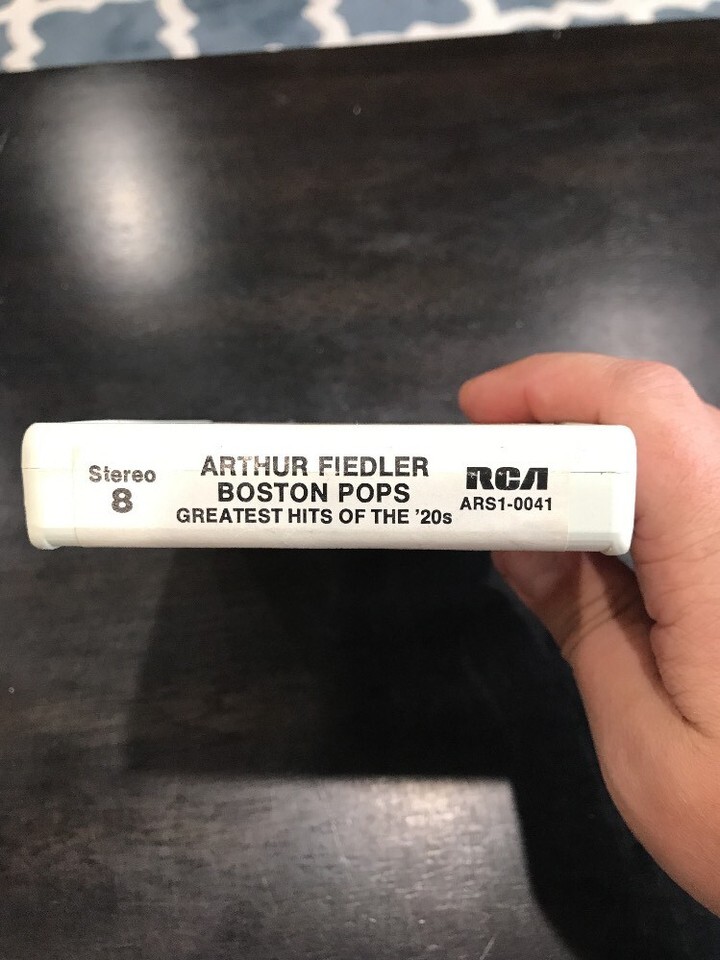 Stereo
8
ARTHUR FIEDLER
BOSTON POPS
GREATEST HITS OF THE '20s
RCA
ARS1-0041